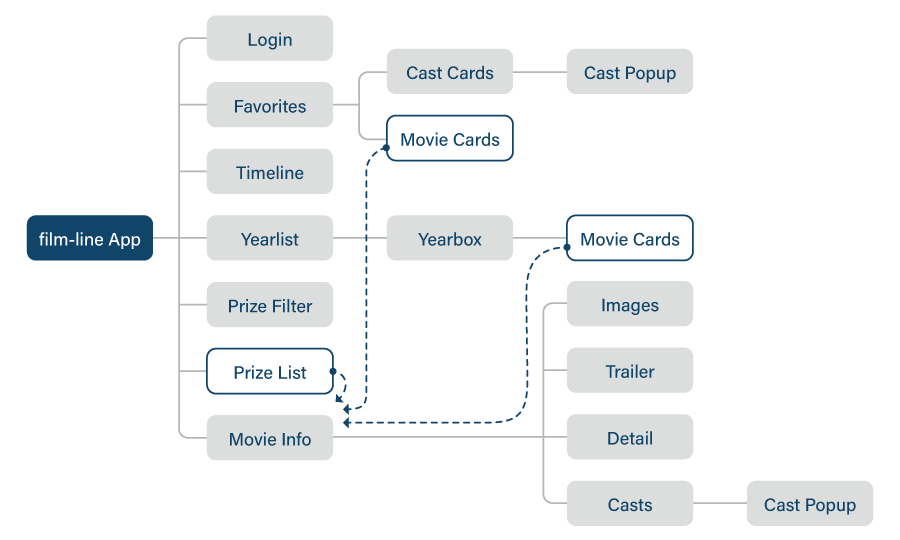 Login
Cast Cards
Cast Popup
Favorites
Movie Cards
Timeline
film-line App
Yearlist
Yearbox
Movie Cards
Prize Filter
Images
Prize List
Trailer
Movie Info
Detail
Casts
Cast Popup